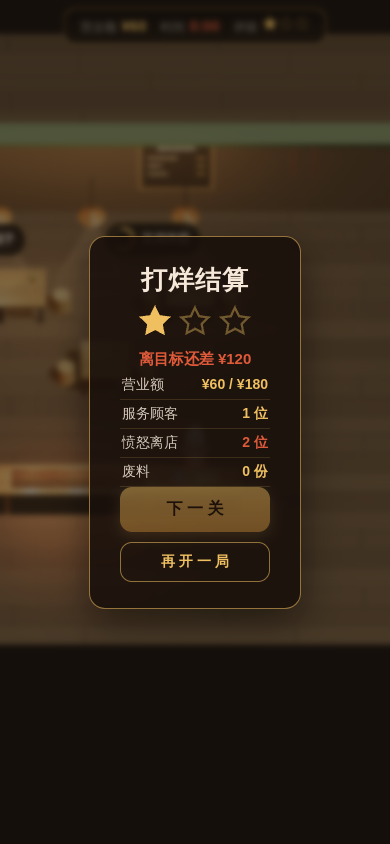 打烊结算
离目标还差 ¥120
营业额 ¥60 / ¥180
服务顾客 1 位
愤怒离店 2 位
废料 0 份
下一关
再开一局